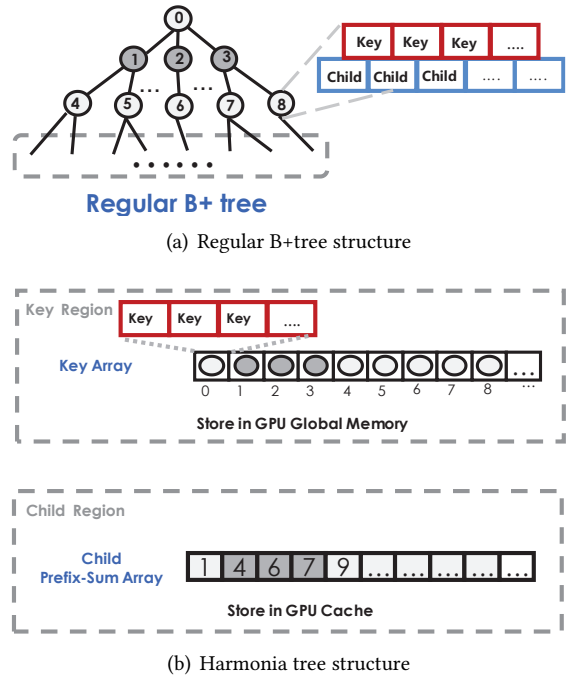 0
1 2 3
... ...
4 5 6 7 8
Key Key Key ....
Child Child Child .... ....
......
Regular B+ tree
(a) Regular B+tree structure
Key Region
Key Key Key ....
Key Array
...
0 1 2 3 4 5 6 7 8 ...
Store in GPU Global Memory
Child Region
Child
Prefix-Sum Array
1 4 6 7 9 ... ... ... ... ...
Store in GPU Cache
(b) Harmonia tree structure